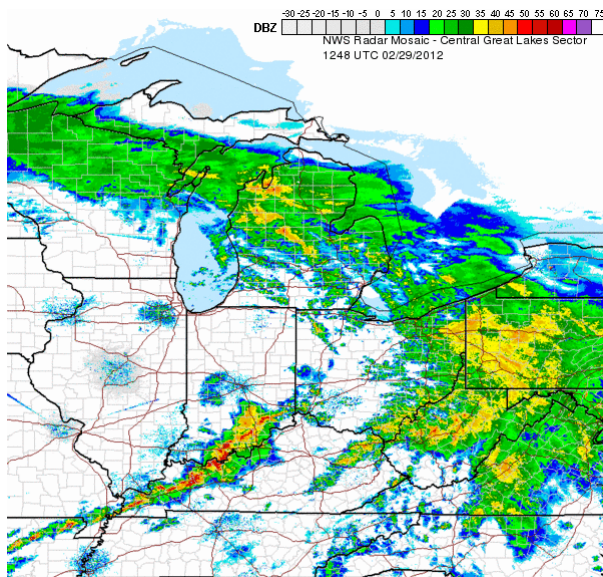 DBZ -30 -25 -20 -15 -10 -5 0 5 10 15 20 25 30 35 40 45 50 55 60 65 70 75
NWS Radar Mosaic - Central Great Lakes Sector
1248 UTC 02/29/2012